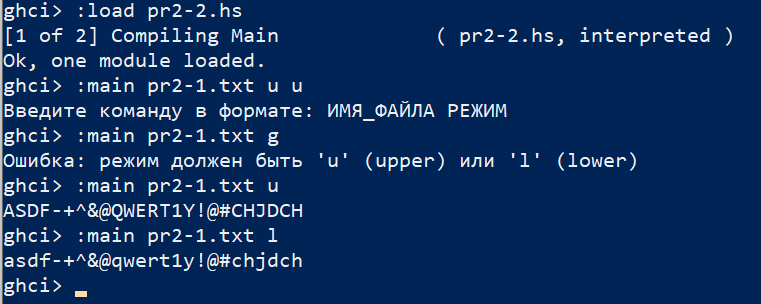 ghci> :load pr2-2.hs
[1 of 2] Compiling Main             ( pr2-2.hs, interpreted )
Ok, one module loaded.
ghci> :main pr2-1.txt u u
Введите команду в формате: ИМЯ_ФАЙЛА РЕЖИМ
ghci> :main pr2-1.txt g
Ошибка: режим должен быть 'u' (upper) или 'l' (lower)
ghci> :main pr2-1.txt u
ASDF-+^&@QWERT1Y!@#CHJDCH
ghci> :main pr2-1.txt l
asdf-+^&@qwert1y!@#chjdch
ghci>